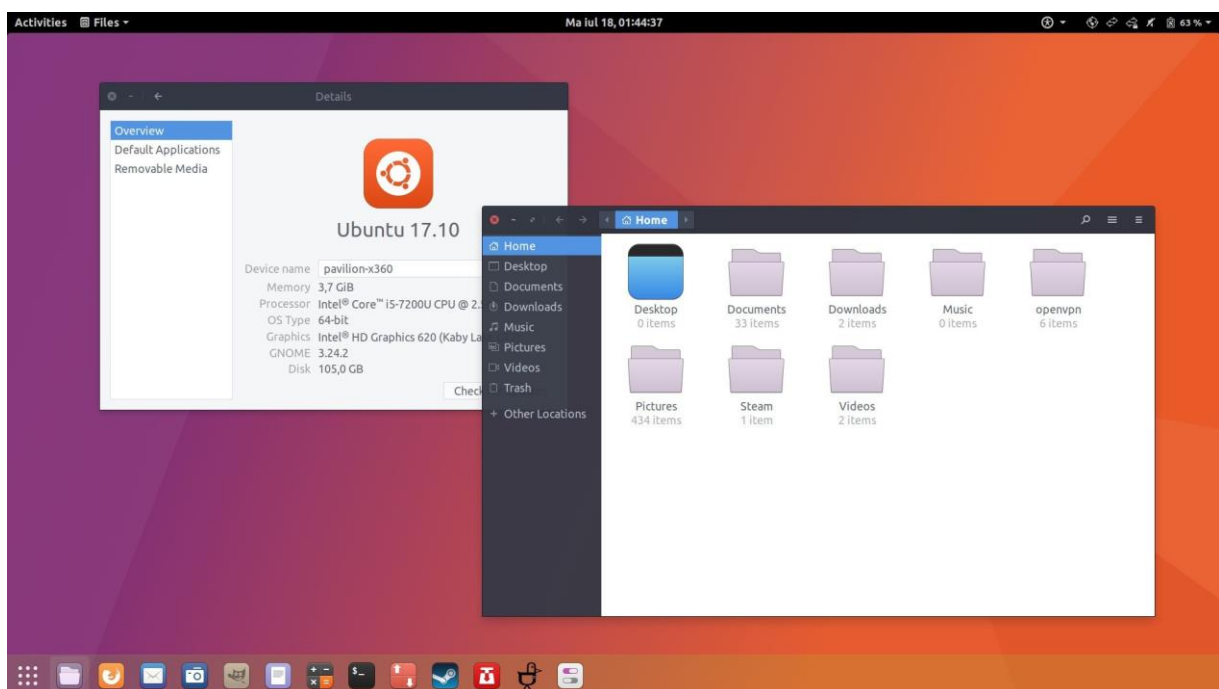 Activities Files
Ma iul 18, 01:44:37
63 %
Details
Overview
Default Applications
Removable Media
Ubuntu 17.10
Device name pavilion-x360
Memory 3,7 GiB
Processor Intel® Core™ i5-7200U CPU @ 2.
OS Type 64-bit
Graphics Intel® HD Graphics 620 (Kaby La
GNOME 3.24.2
Disk 105,0 GB
Check
Home
Home
Desktop
Documents
Downloads
Music
Pictures
Videos
Trash
+ Other Locations
Desktop Documents Downloads Music openvpn
0 items 33 items 2 items 0 items 6 items
Pictures Steam Videos
434 items 1 item 2 items